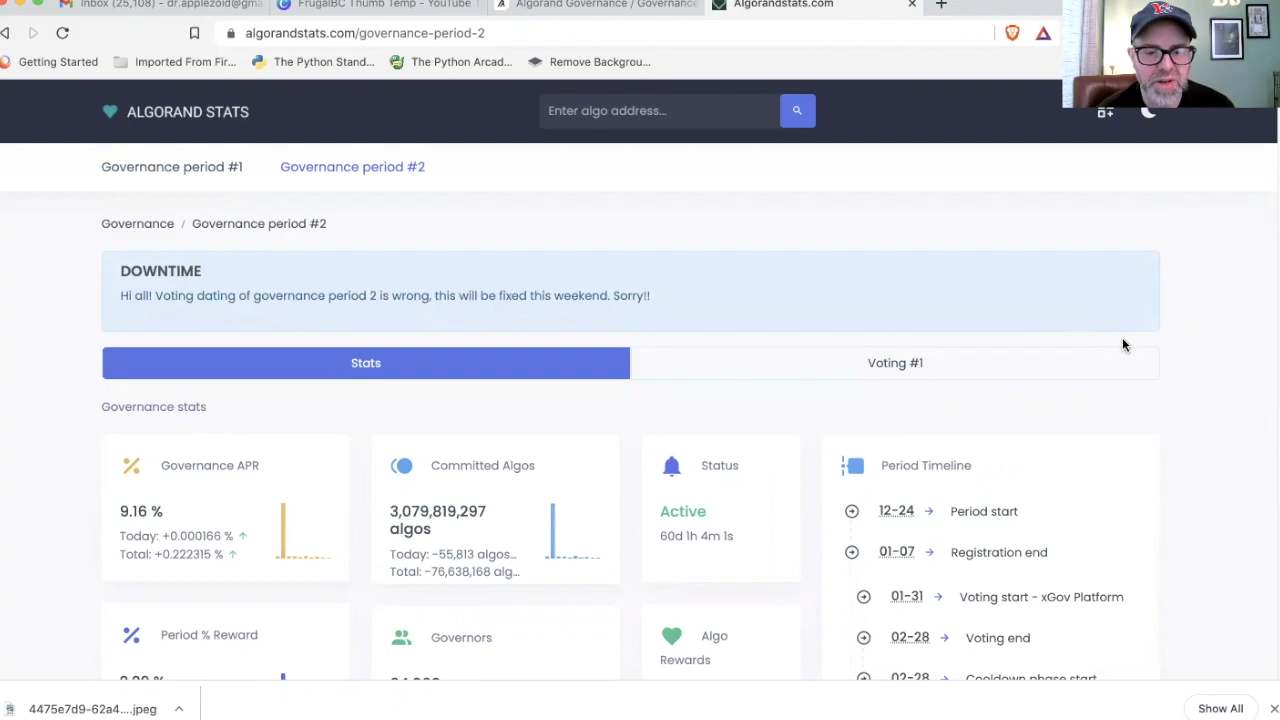 Inbox (25,108) - dr.applezoid@gma
FrugalBC Thumb Temp - YouTube
Algorand Governance / Governance
Algorandstats.com
algorandstats.com/governance-period-2
Getting Started
Imported From Fir...
The Python Stand...
The Python Arcad...
Remove Backgrou...
ALGORAND STATS
Enter algo address...
Governance period #1
Governance period #2
Governance / Governance period #2
DOWNTIME
Hi all! Voting dating of governance period 2 is wrong, this will be fixed this weekend. Sorry!!
Stats
Voting #1
Governance stats
Governance APR
9.16 %
Today: +0.000166 % ↑
Total: +0.222315 % ↑
Committed Algos
3,079,819,297
algos
Today: -55,813 algos...
Total: -76,638,168 alg...
Status
Active
60d 1h 4m 1s
Period Timeline
12-24 → Period start
01-07 → Registration end
01-31 → Voting start - xGov Platform
02-28 → Voting end
02-28 → Cooldown phase start
Period % Reward
Governors
Algo
Rewards
4475e7d9-62a4....jpeg
Show All